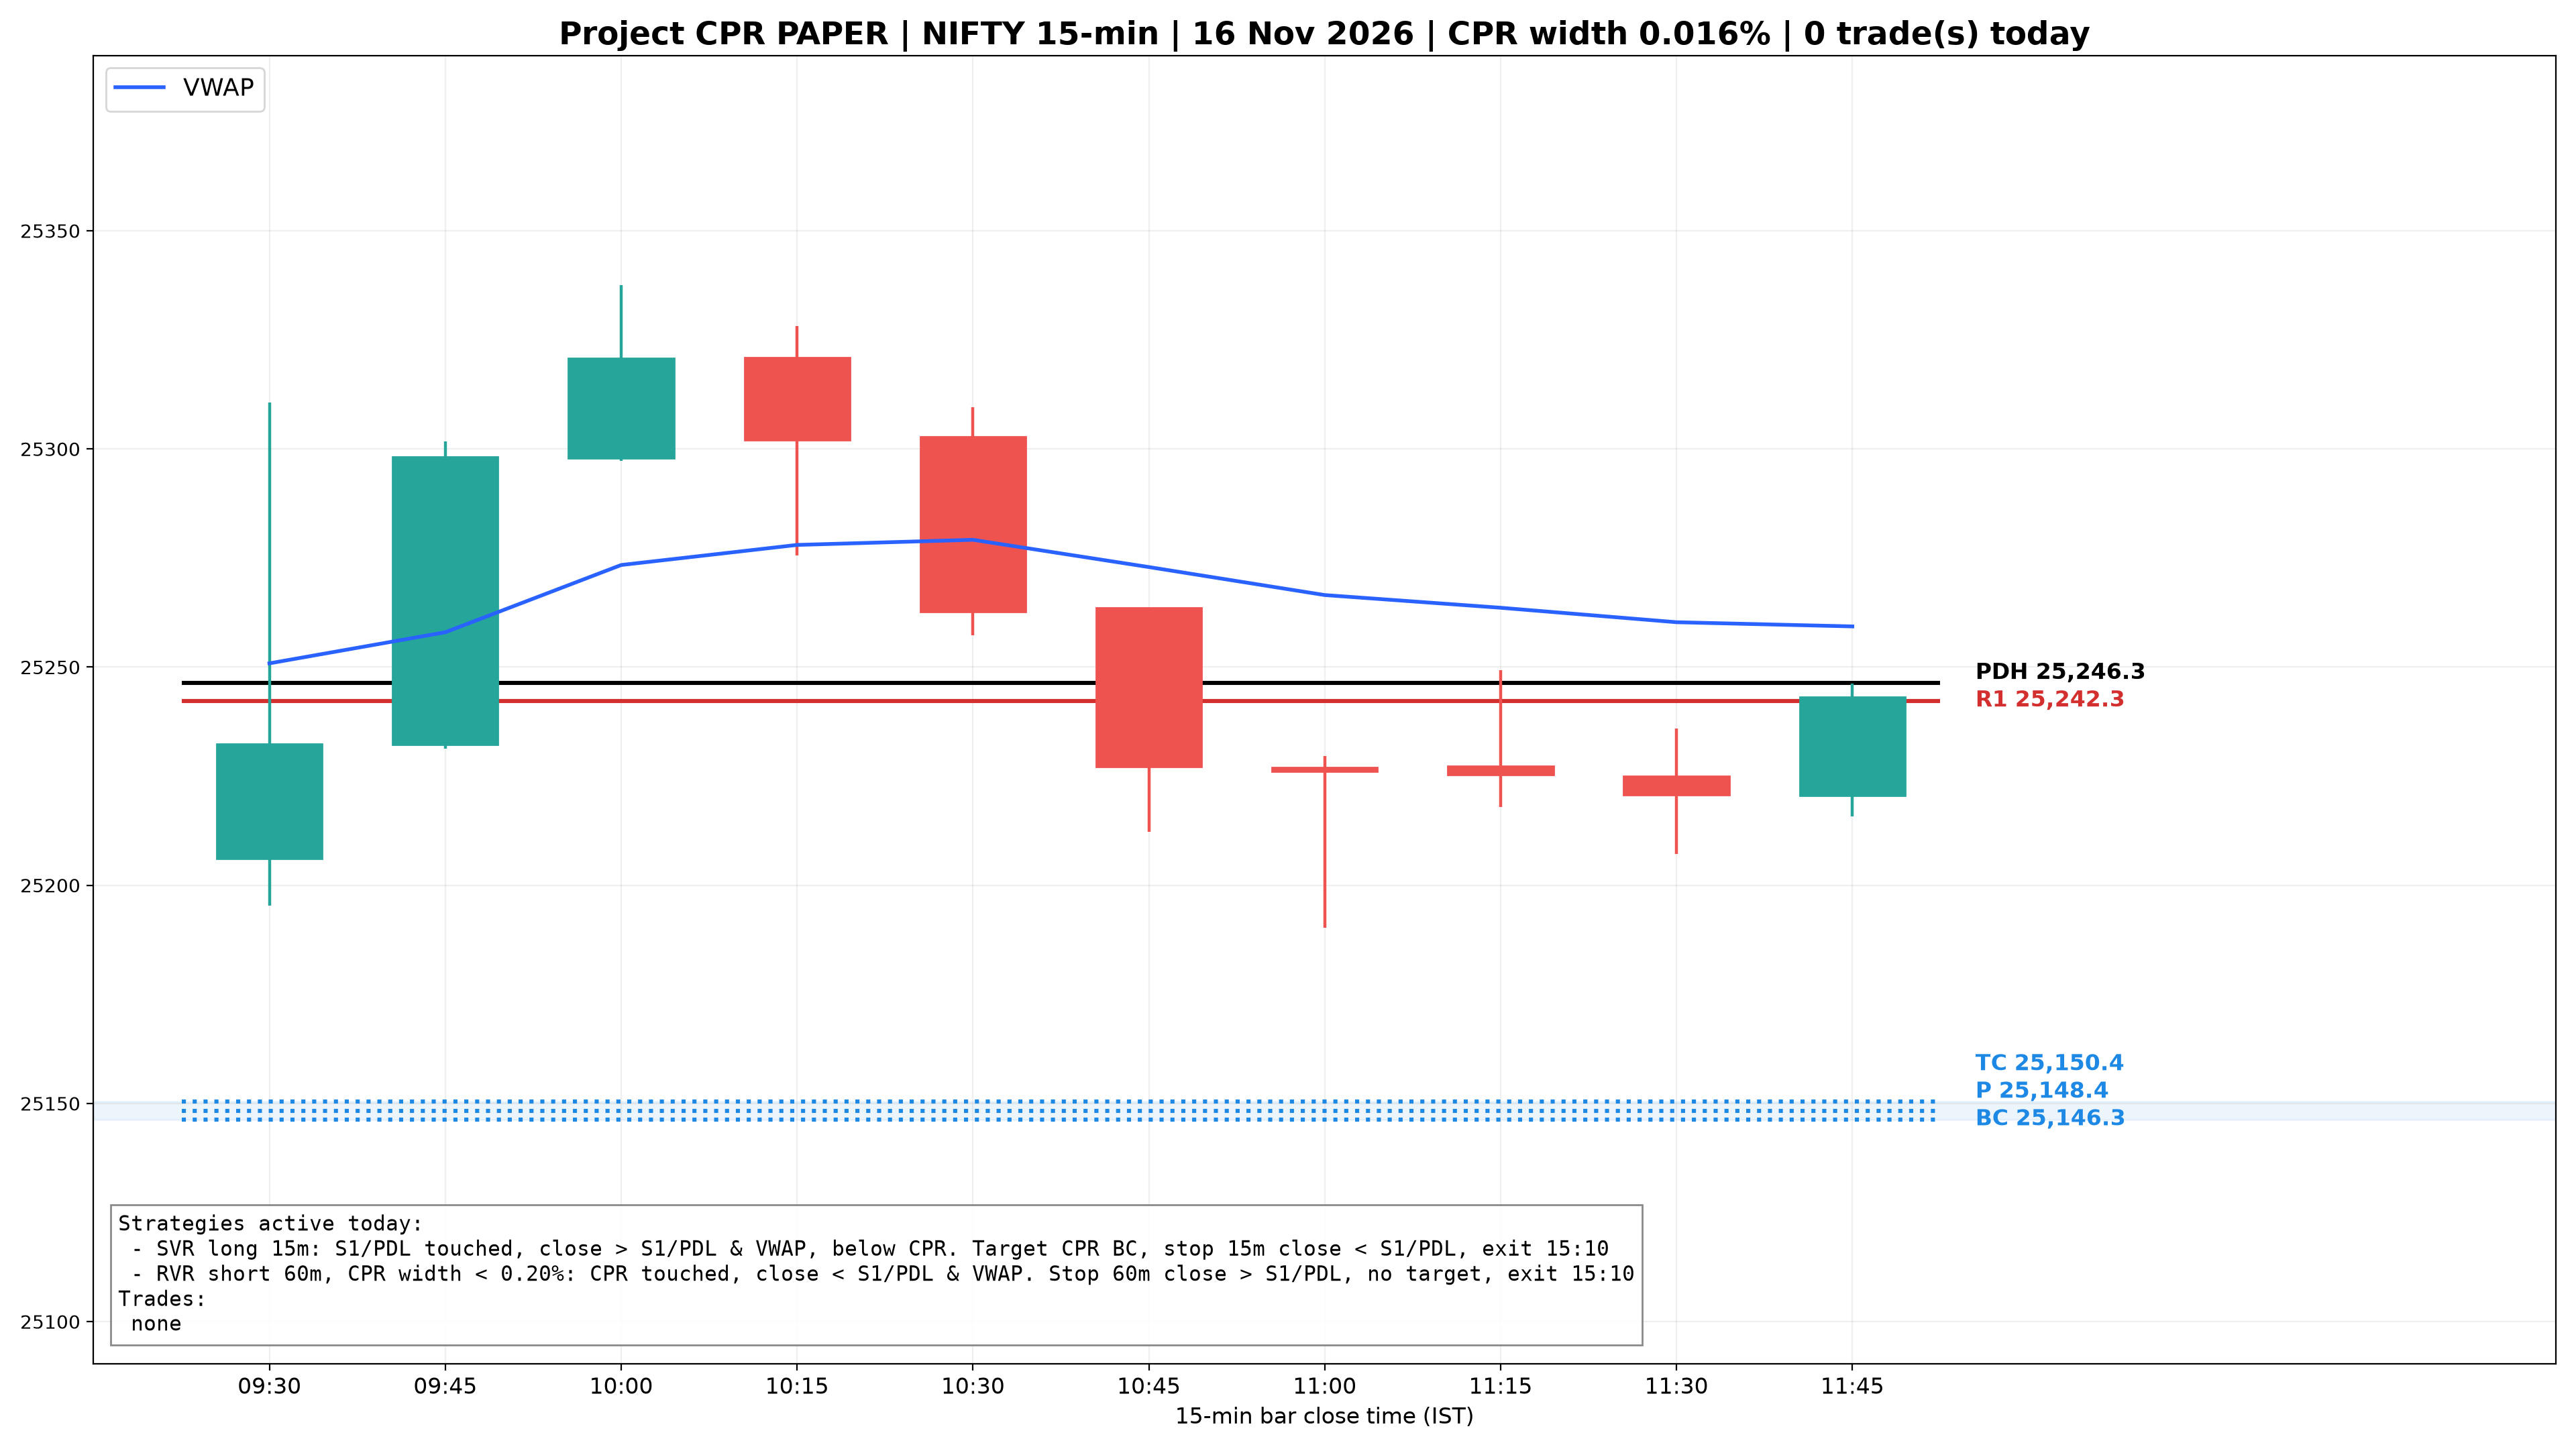 Project CPR PAPER | NIFTY 15-min | 16 Nov 2026 | CPR width 0.016% | 0 trade(s) today
VWAP
25350
25300
25250
25200
25150
25100
PDH 25,246.3
R1 25,242.3
TC 25,150.4
P 25,148.4
BC 25,146.3
Strategies active today:
- SVR long 15m: S1/PDL touched, close > S1/PDL & VWAP, below CPR. Target CPR BC, stop 15m close < S1/PDL, exit 15:10
- RVR short 60m, CPR width < 0.20%: CPR touched, close < S1/PDL & VWAP. Stop 60m close > S1/PDL, no target, exit 15:10
Trades:
none
09:30 09:45 10:00 10:15 10:30 10:45 11:00 11:15 11:30 11:45
15-min bar close time (IST)